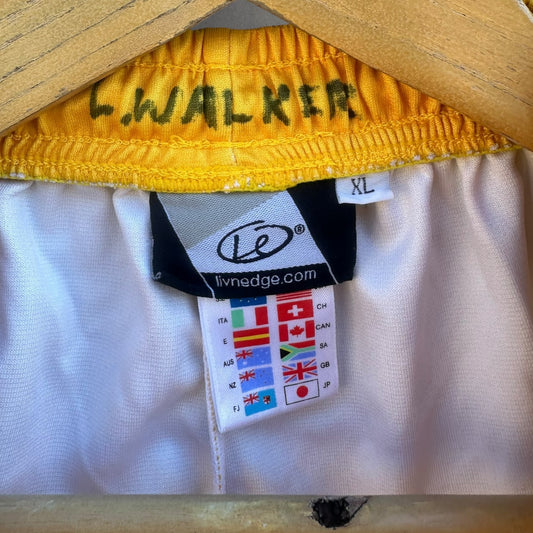 L.WALKER
XL
LE ®
livnedge.com
ITA CH
E CAN
AUS SA
NZ GB
FJ JP